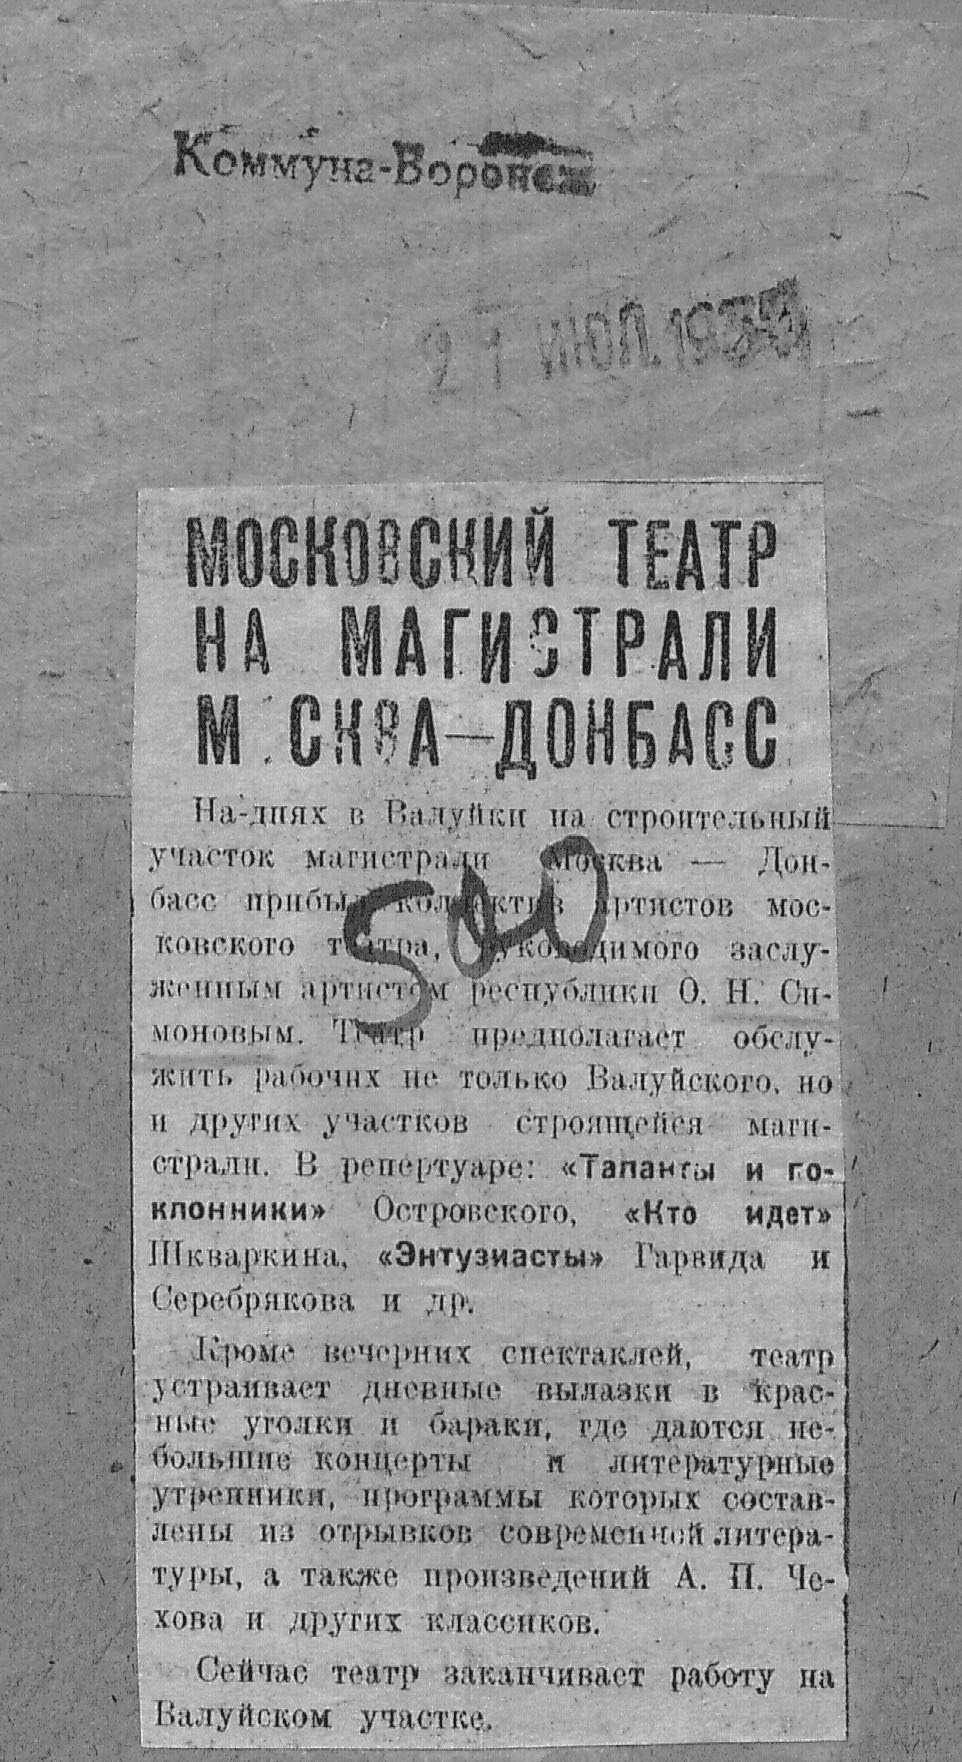 Коммуна-Воронеж
21 ИЮЛ. 1933
МОСКОВСКИЙ ТЕАТР
НА МАГИСТРАЛИ
М СКВА—ДОНБАСС
На-днях в Валуйки на строительный
участок магистрали Москва — Дон-
басс прибыл коллектив артистов мос-
ковского театра, руководимого заслу-
женным артистом республики О. Н. Си-
моновым. Театр предполагает обслу-
жить рабочих не только Валуйского, но
и других участков строящейся маги-
страли. В репертуаре: «Таланты и по-
клонники» Островского, «Кто идет»
Шкваркина, «Энтузиасты» Гарвида и
Серебрякова и др.
Кроме вечерних спектаклей, театр
устраивает дневные вылазки в крас-
ные уголки и бараки, где даются не-
большие концерты и литературные
утренники, программы которых состав-
лены из отрывков современной литера-
туры, а также произведений А. П. Че-
хова и других классиков.
Сейчас театр заканчивает работу на
Валуйском участке.